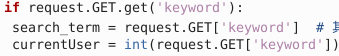 if request.GET.get('keyword'):
search_term = request.GET['keyword']  #
currentUser = int(request.GET['keyword'])